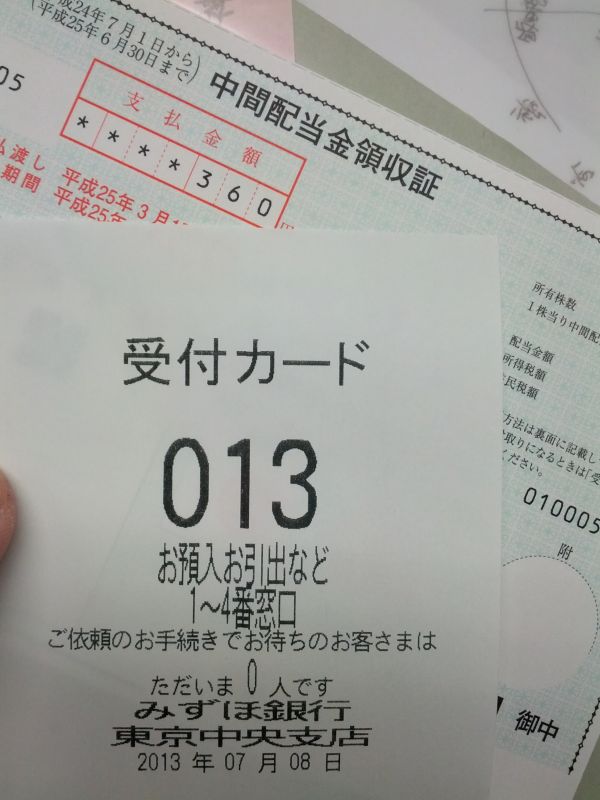 平成24年7月1日から
平成25年6月30日まで
中間配当金領収証
支払金額
****360
平成25年3月
平成25年
期間
所有株数
1株当り中間配
配当金額
所得税額
住民税額
方法は裏面に記載し
取りになるときは「受
ください。
010005
附
御中
受付カード
013
お預入お引出など
1〜4番窓口
ご依頼のお手続きでお待ちのお客さまは
ただいま 0 人です
みずほ銀行
東京中央支店
2013 年 07 月 08 日